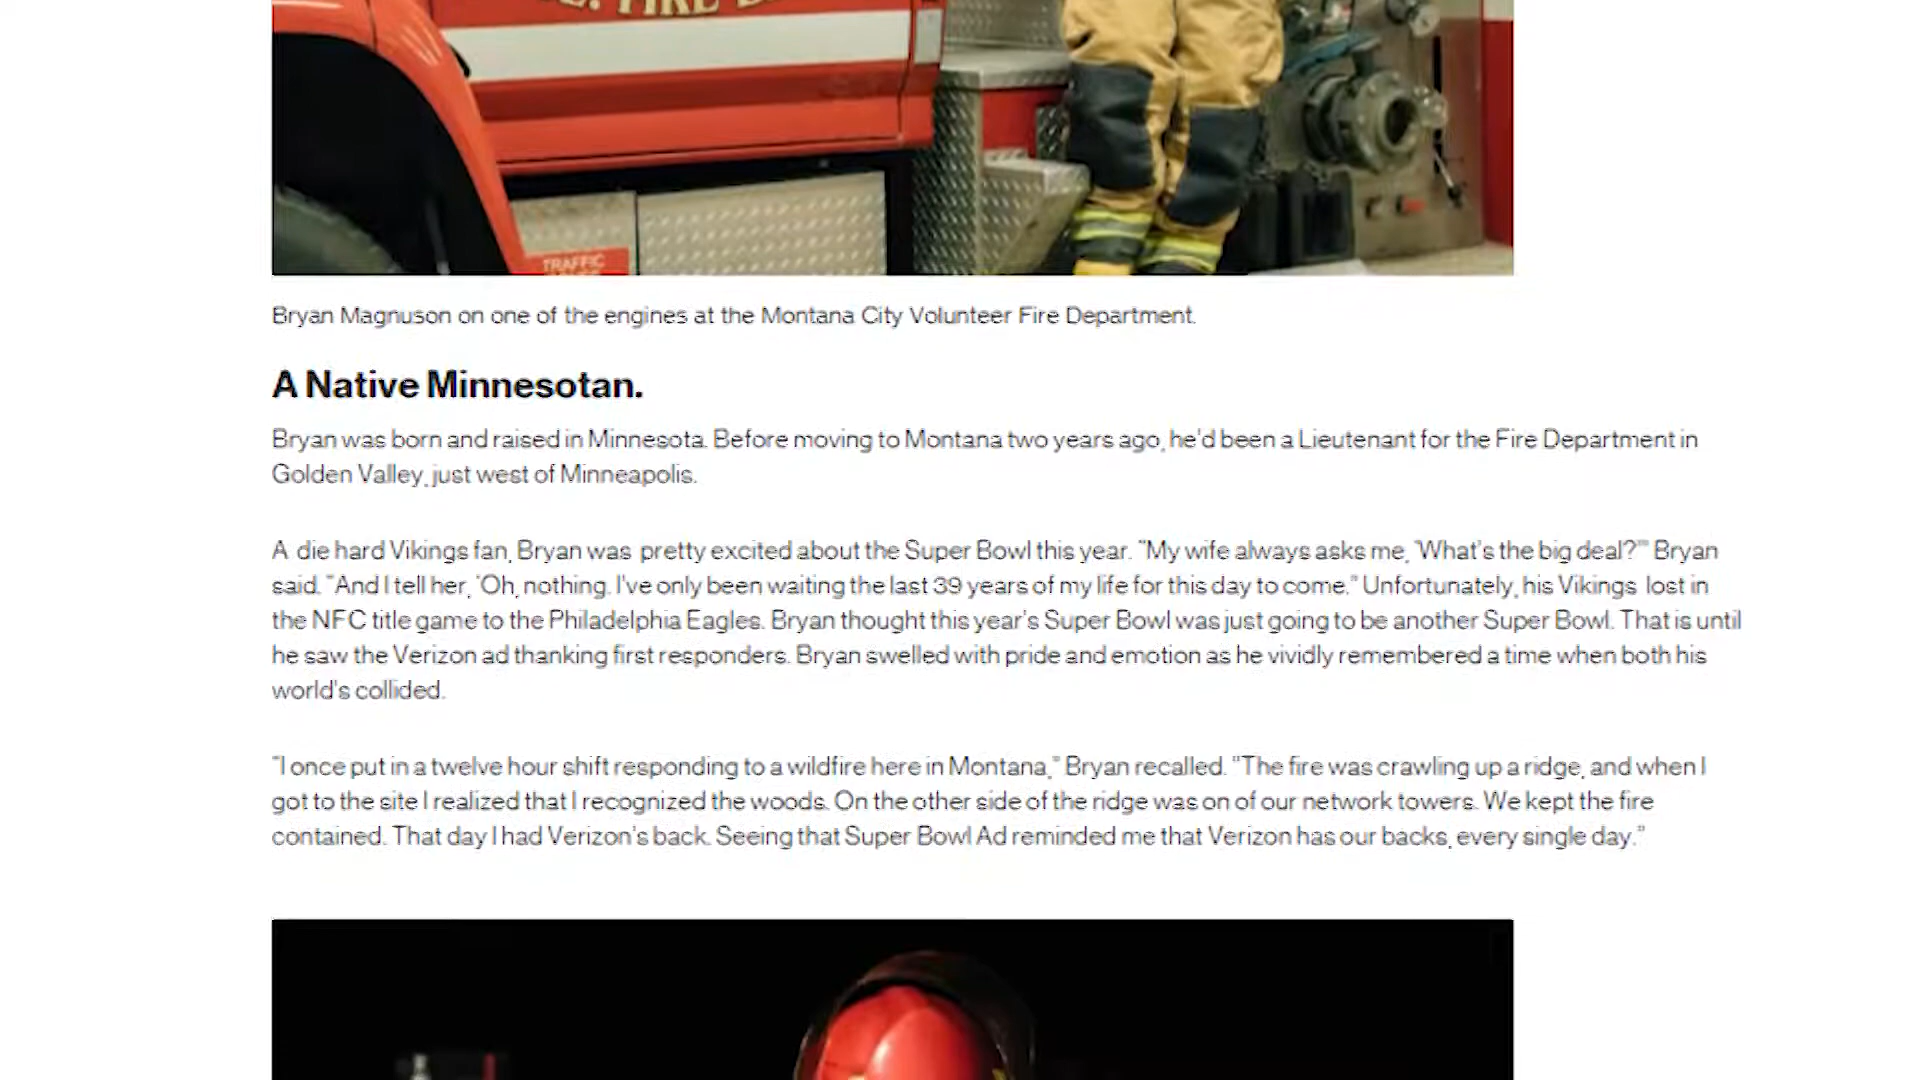 FIRE
TRAFFIC
Bryan Magnuson on one of the engines at the Montana City Volunteer Fire Department.
A Native Minnesotan.
Bryan was born and raised in Minnesota. Before moving to Montana two years ago, he'd been a Lieutenant for the Fire Department in
Golden Valley, just west of Minneapolis.
A die hard Vikings fan, Bryan was pretty excited about the Super Bowl this year. "My wife always asks me, 'What's the big deal?'" Bryan
said. "And I tell her, 'Oh, nothing. I've only been waiting the last 39 years of my life for this day to come." Unfortunately, his Vikings lost in
the NFC title game to the Philadelphia Eagles. Bryan thought this year's Super Bowl was just going to be another Super Bowl. That is until
he saw the Verizon ad thanking first responders. Bryan swelled with pride and emotion as he vividly remembered a time when both his
world's collided.
"I once put in a twelve hour shift responding to a wildfire here in Montana," Bryan recalled. "The fire was crawling up a ridge, and when I
got to the site I realized that I recognized the woods. On the other side of the ridge was on of our network towers. We kept the fire
contained. That day I had Verizon's back. Seeing that Super Bowl Ad reminded me that Verizon has our backs, every single day."